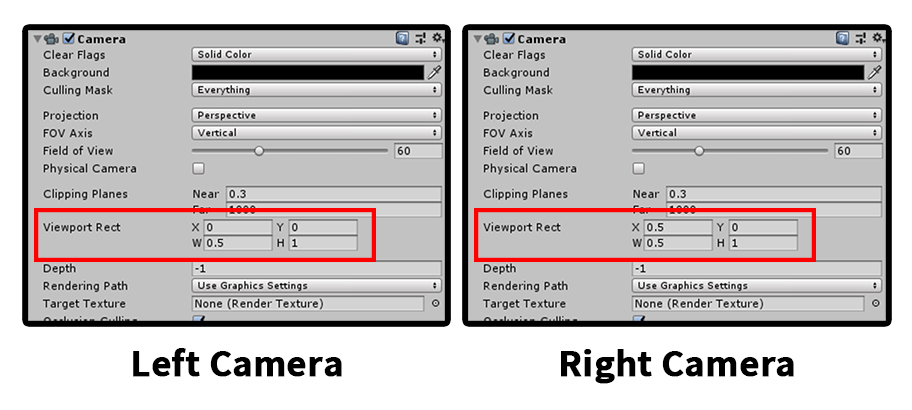 Camera
Clear Flags Solid Color
Background
Culling Mask Everything
Projection Perspective
FOV Axis Vertical
Field of View 60
Physical Camera
Clipping Planes Near 0.3
Far 1000
Viewport Rect X 0 Y 0
W 0.5 H 1
Depth -1
Rendering Path Use Graphics Settings
Target Texture None (Render Texture)
Occlusion Culling
Left Camera
Camera
Clear Flags Solid Color
Background
Culling Mask Everything
Projection Perspective
FOV Axis Vertical
Field of View 60
Physical Camera
Clipping Planes Near 0.3
Far 1000
Viewport Rect X 0.5 Y 0
W 0.5 H 1
Depth -1
Rendering Path Use Graphics Settings
Target Texture None (Render Texture)
Occlusion Culling
Right Camera